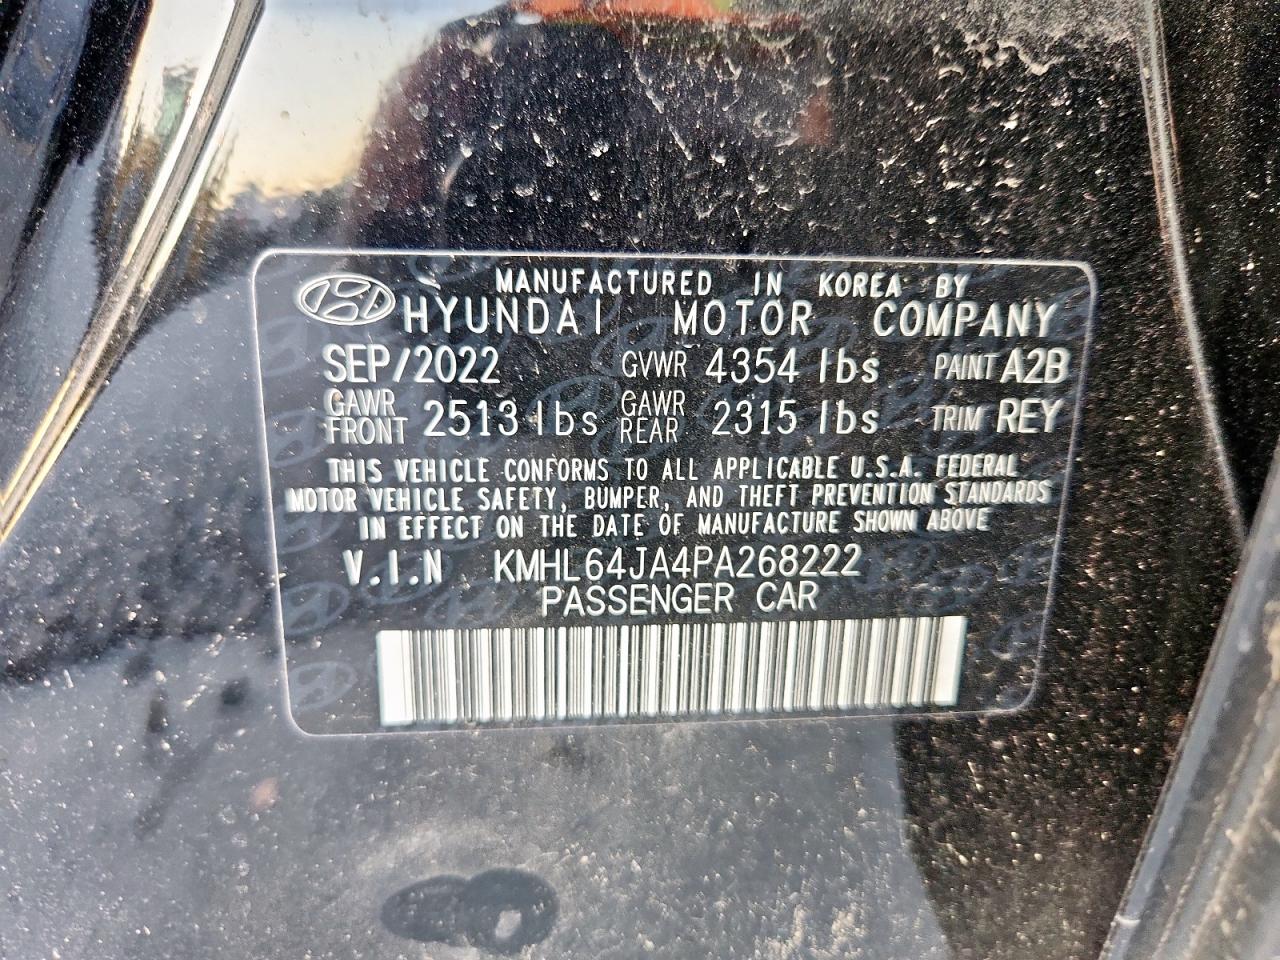 MANUFACTURED IN KOREA BY
HYUNDAI MOTOR COMPANY
SEP/2022 GVWR 4354 lbs PAINT A2B
GAWR FRONT 2513 lbs GAWR REAR 2315 lbs TRIM REY
THIS VEHICLE CONFORMS TO ALL APPLICABLE U.S.A. FEDERAL
MOTOR VEHICLE SAFETY, BUMPER, AND THEFT PREVENTION STANDARDS
IN EFFECT ON THE DATE OF MANUFACTURE SHOWN ABOVE
V.I.N KMHL64JA4PA268222
PASSENGER CAR